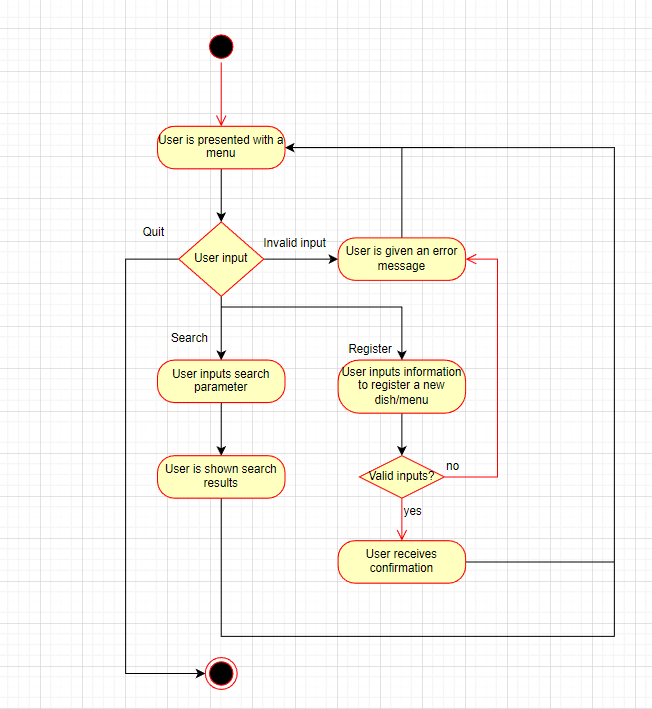 User is presented with a
menu
Quit
User input
Invalid input
User is given an error
message
Search
Register
User inputs search
parameter
User inputs information
to register a new
dish/menu
User is shown search
results
Valid inputs?
no
yes
User receives
confirmation